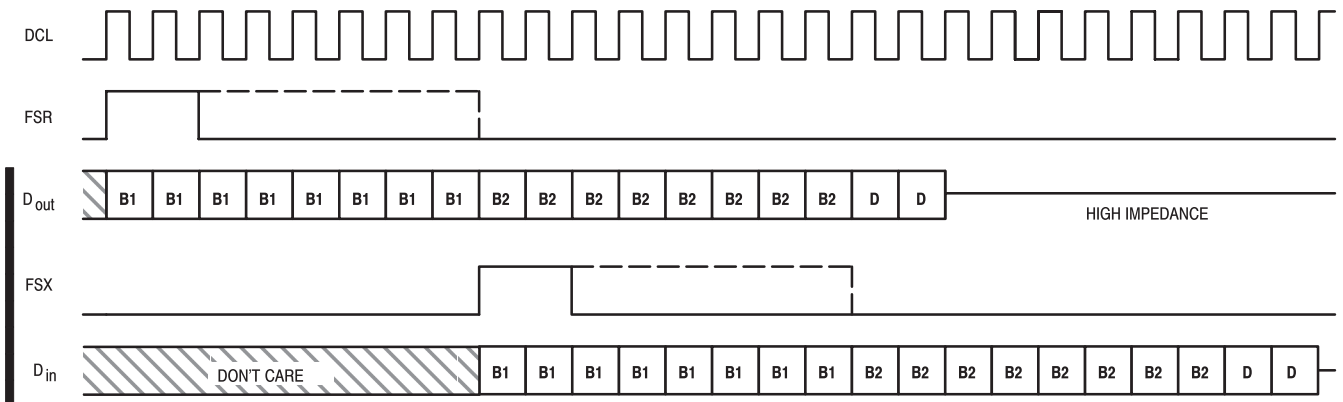 DCL
FSR
D out B1 B1 B1 B1 B1 B1 B1 B1 B2 B2 B2 B2 B2 B2 B2 B2 D D
HIGH IMPEDANCE
FSX
D in DON'T CARE B1 B1 B1 B1 B1 B1 B1 B1 B2 B2 B2 B2 B2 B2 B2 B2 D D